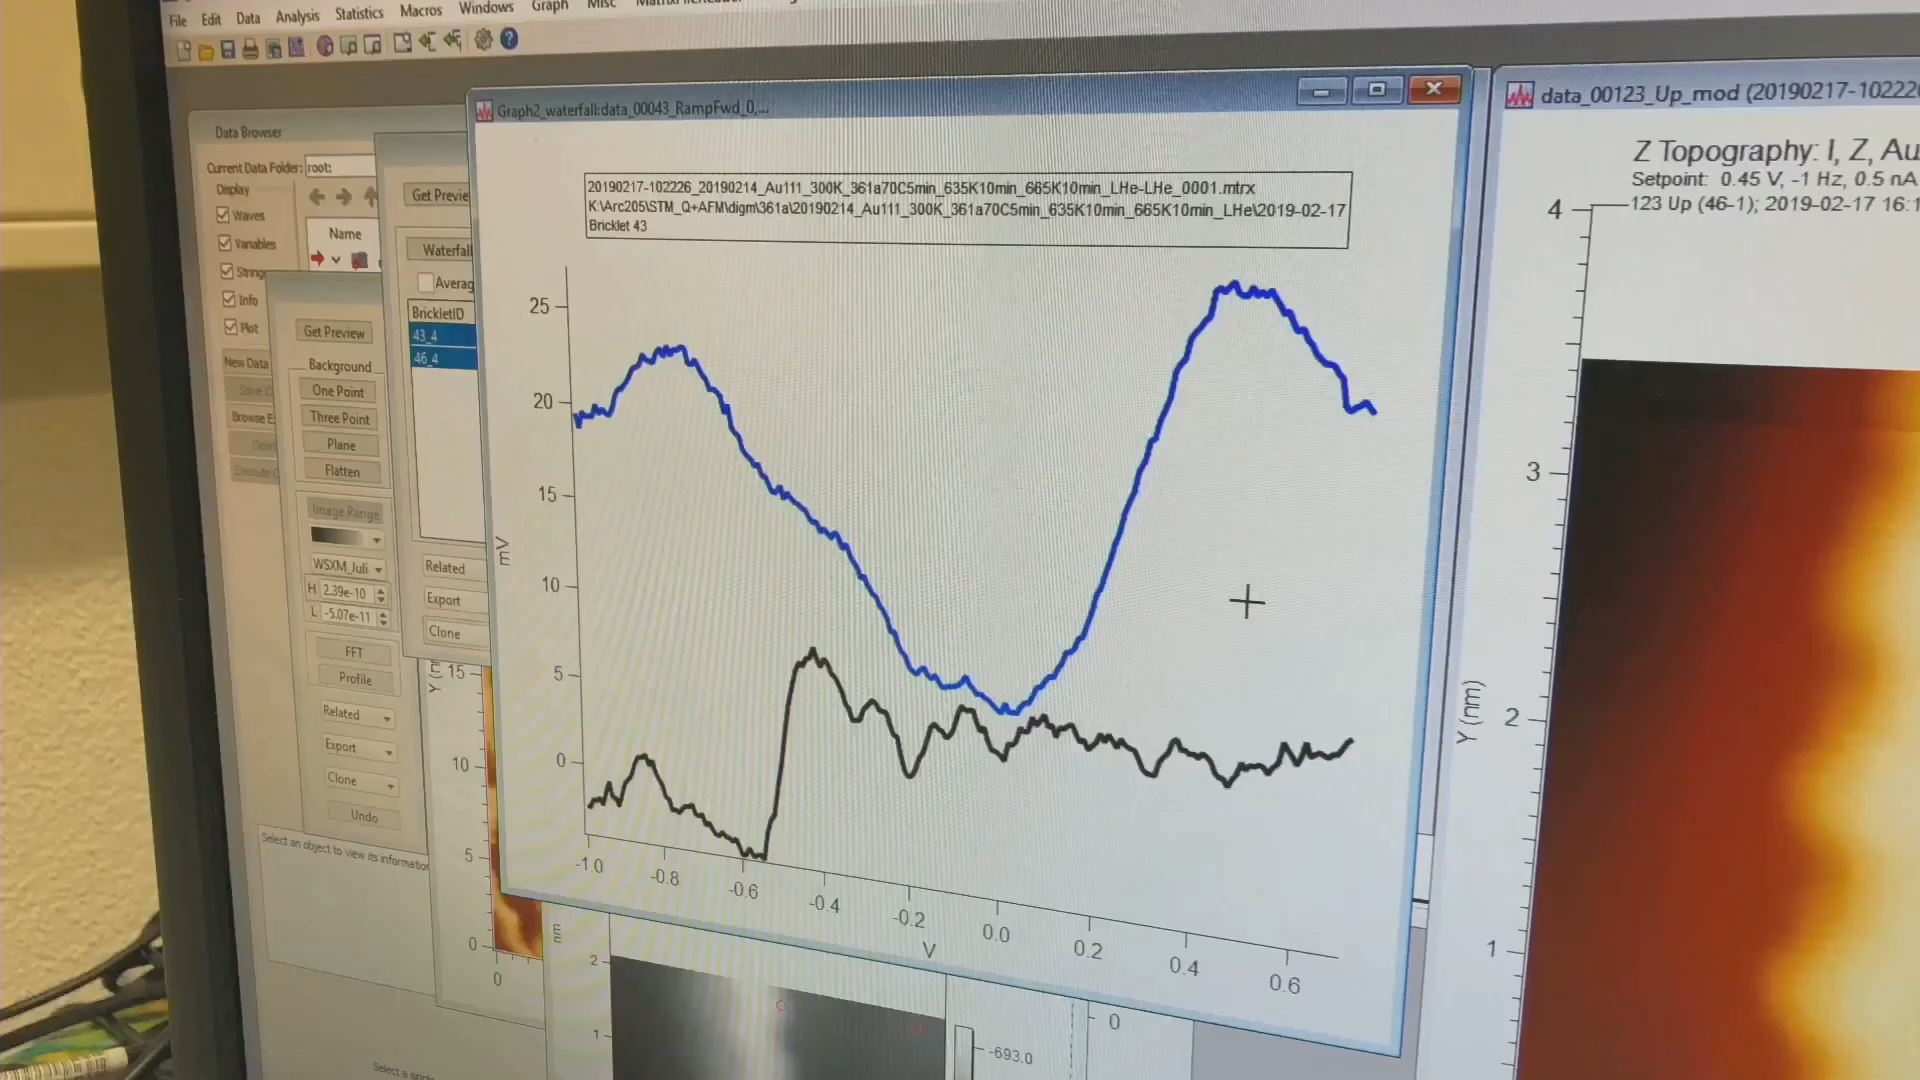 File Edit Data Analysis Statistics Macros Windows Graph Misc
Data Browser
Current Data Folder: root:
Display
Waves
Variables
Strings
Info
Plot
New Data
Browse E
Name
Get Preview
Background
One Point
Three Point
Plane
Flatten
Image Range
WSXM_Juli
H 2.39e-10
L -5.07e-11
FFT
Profile
Related
Export
Clone
Undo
Select an object to view its information
Get Previe
Waterfall
Averag
BrickletID
43_4
46_4
Related
Export
Clone
Graph2_waterfall:data_00043_RampFwd_0,...
20190217-102226_20190214_Au111_300K_361a70C5min_635K10min_665K10min_LHe-LHe_0001.mtrx
K:\Arc205\STM_Q+AFM\digm\361a\20190214_Au111_300K_361a70C5min_635K10min_665K10min_LHe\2019-02-17
Bricklet 43
25
20
15
10
5
0
mV
-1.0 -0.8 -0.6 -0.4 -0.2 0.0 0.2 0.4 0.6
V
15
10
5
0
0
nm
2
1
-693.0
0
data_00123_Up_mod (20190217-102226
Z Topography: I, Z, Au
Setpoint: 0.45 V, -1 Hz, 0.5 nA
123 Up (46-1); 2019-02-17 16:1
4
3
2
1
Y (nm)